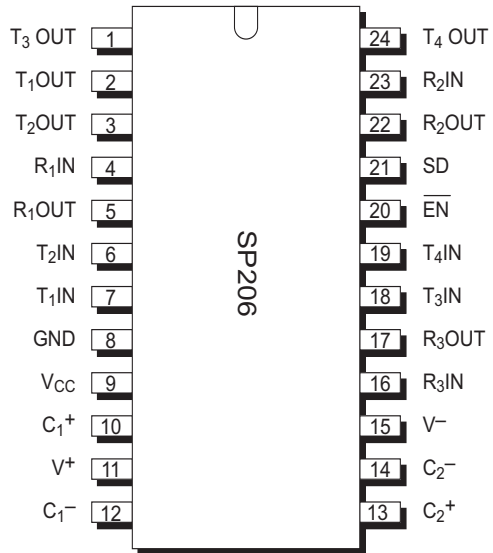 T₃ OUT 1 24 T₄ OUT
T₁OUT 2 23 R₂IN
T₂OUT 3 22 R₂OUT
R₁IN 4 21 SD
R₁OUT 5 20 E̅N̅
T₂IN 6 19 T₄IN
T₁IN 7 18 T₃IN
GND 8 17 R₃OUT
V_CC 9 16 R₃IN
C₁⁺ 10 15 V⁻
V⁺ 11 14 C₂⁻
C₁⁻ 12 13 C₂⁺
SP206